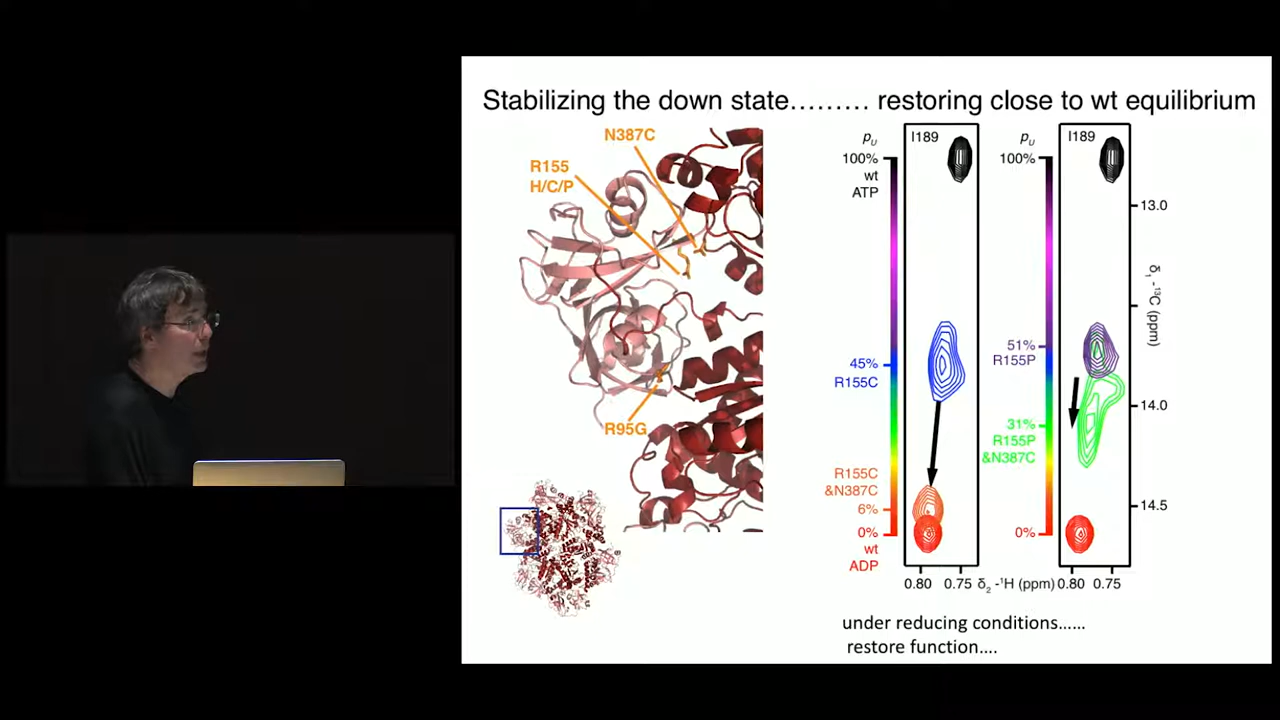 Stabilizing the down state……… restoring close to wt equilibrium
N387C
R155
H/C/P
R95G
pU
100%
wt
ATP
45%
R155C
R155C
&N387C
6%
0%
wt
ADP
I189
0.80 0.75
δ2 -1H (ppm)
pU
100%
51%
R155P
31%
R155P
&N387C
0%
I189
0.80 0.75
13.0
14.0
14.5
δ1 -13C (ppm)
under reducing conditions……
restore function….